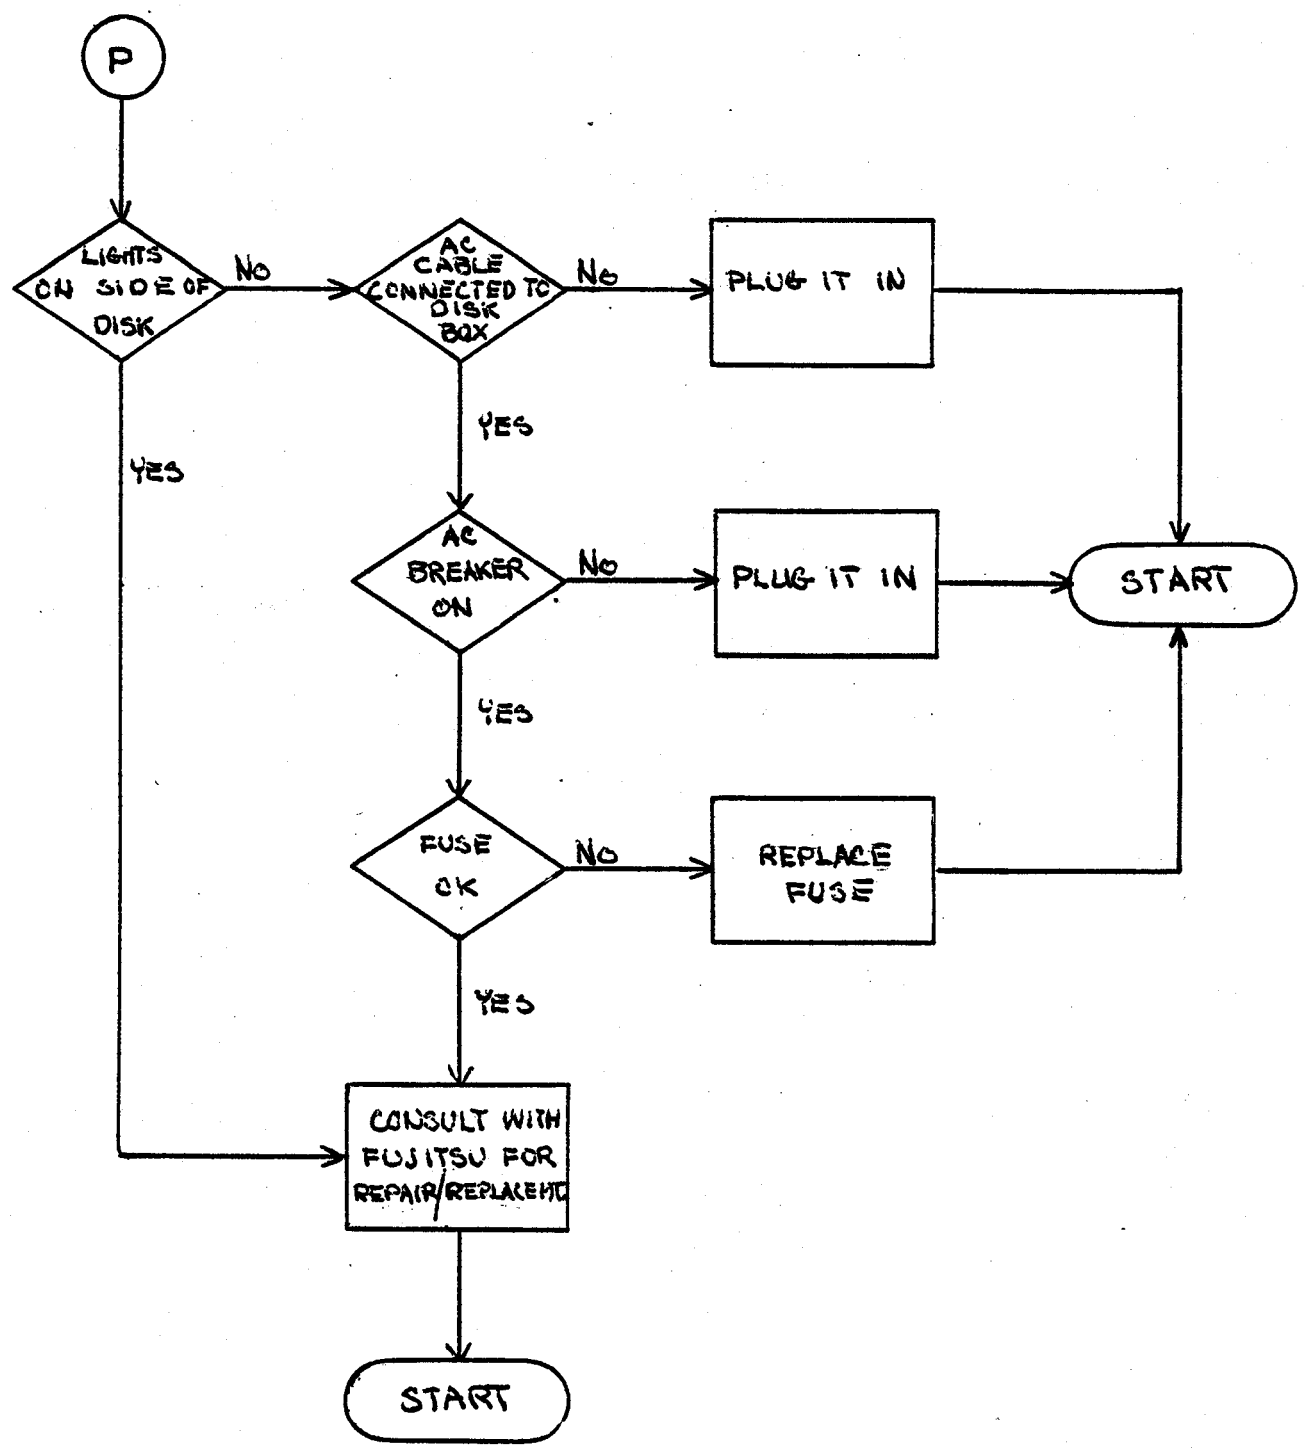 P
LIGHTS
ON SIDE OF
DISK
No
AC
CABLE
CONNECTED TO
DISK
BOX
No
PLUG IT IN
YES
YES
AC
BREAKER
ON
No
PLUG IT IN
START
YES
FUSE
OK
No
REPLACE
FUSE
YES
CONSULT WITH
FUJITSU FOR
REPAIR/REPLACEMT
START